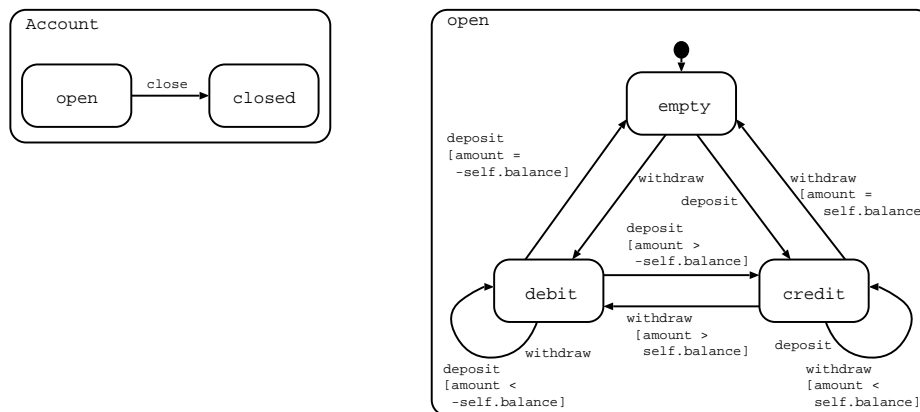 Account
open
close
closed
open
empty
deposit
[amount =
-self.balance]
withdraw
deposit
withdraw
[amount =
self.balance
deposit
[amount >
-self.balance]
debit
credit
withdraw
[amount >
self.balance]
withdraw
deposit
deposit
[amount <
-self.balance]
withdraw
[amount <
self.balance]